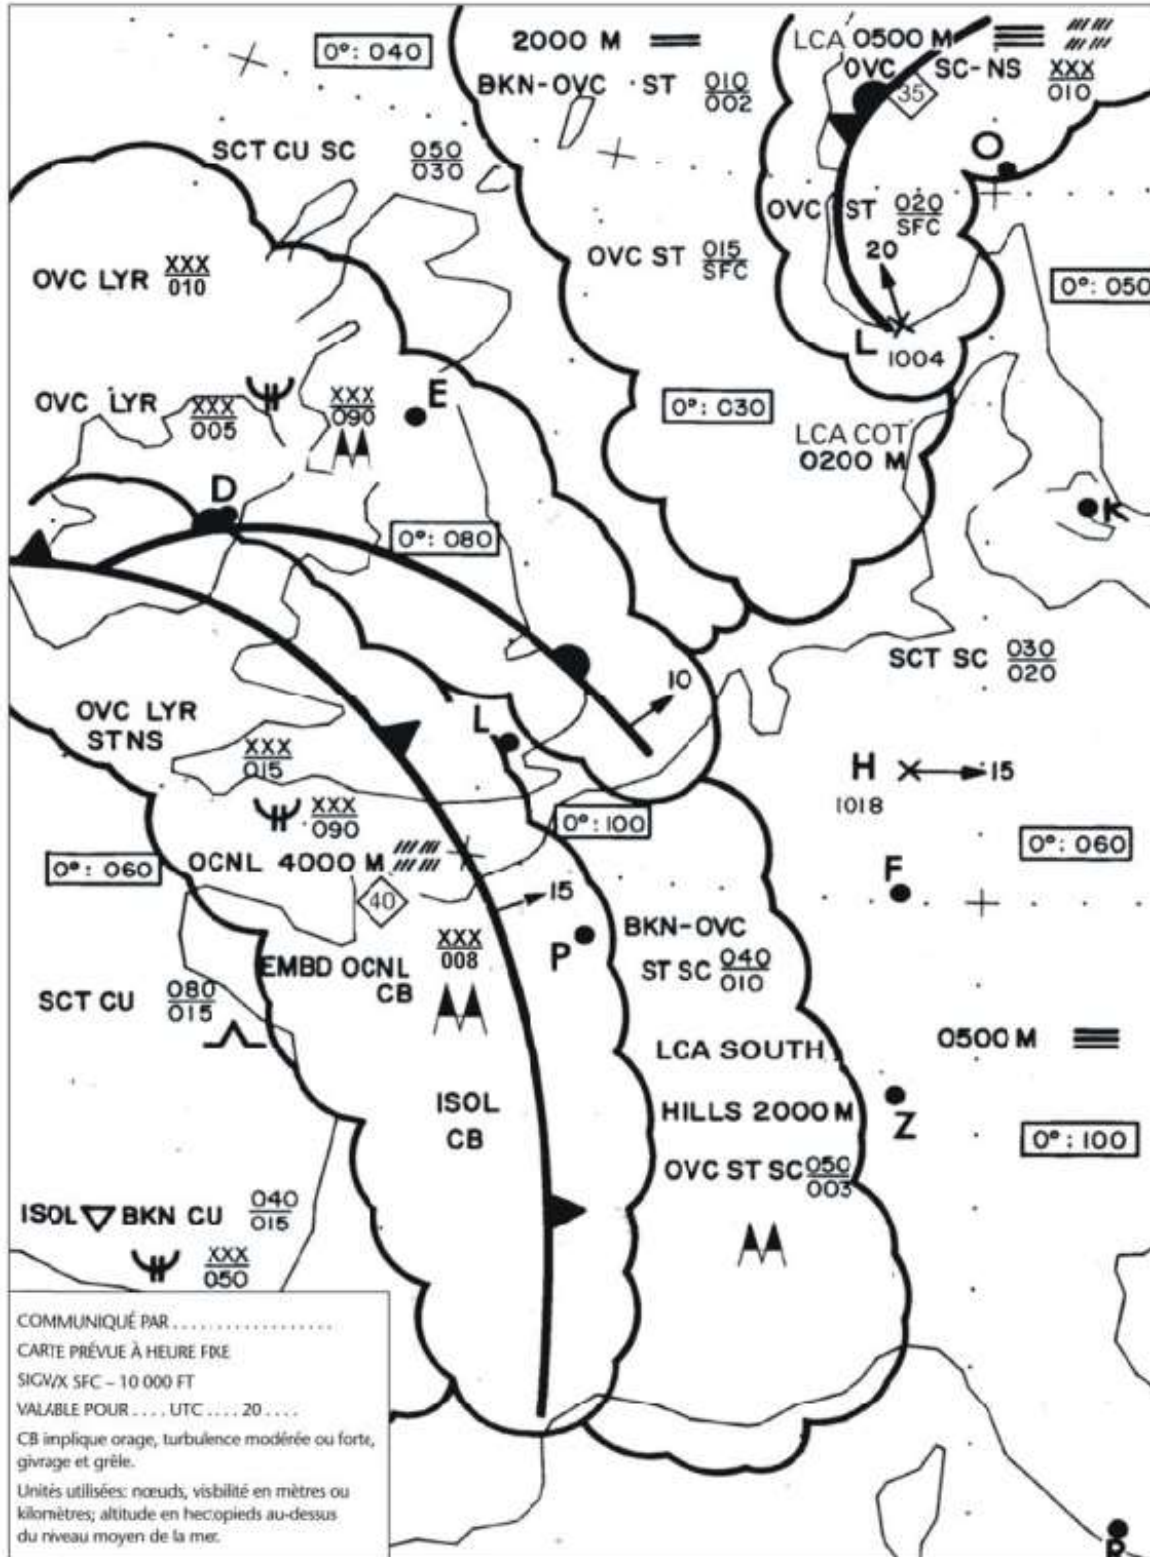 0°: 040
2000 M
BKN-OVC ST 010
002
LCA 0500 M
OVC SC-NS XXX
010
35
SCT CU SC 050
030
O
OVC ST 020
SFC
20
OVC LYR XXX
010
OVC ST 015
SFC
0°: 050
L 1004
OVC LYR XXX
005
XXX
090
E
0°: 030
LCA COT
0200 M
D
K
0°: 080
SCT SC 030
020
10
OVC LYR
STNS
L
XXX
015
H
1018
15
XXX
090
0°: 100
0°: 060
0°: 060
OCNL 4000 M
40
15
F
XXX
008
P
BKN-OVC
ST SC 040
010
EMBD OCNL
CB
SCT CU 080
015
LCA SOUTH
0500 M
ISOL
CB
HILLS 2000 M
Z
0°: 100
OVC ST SC 050
003
ISOL BKN CU 040
015
XXX
050
COMMUNIQUÉ PAR . . . . . . . . . . . . . . . . . .
CARTE PRÉVUE À HEURE FIXE
SIGWX SFC – 10 000 FT
VALABLE POUR . . . . UTC . . . . 20 . . . .
CB implique orage, turbulence modérée ou forte,
givrage et grêle.
Unités utilisées: nœuds, visbilité en mètres ou
kilomètres; altitude en hectopieds au-dessus
du niveau moyen de la mer.